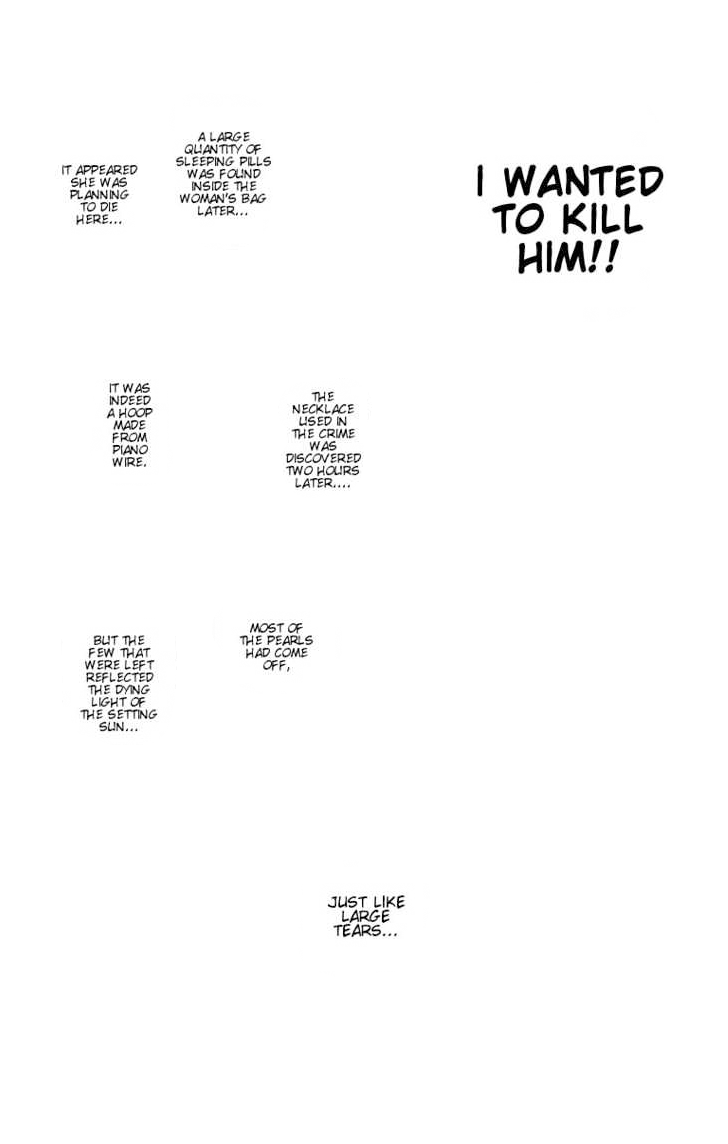 I WANTED
TO KILL
HIM!!
A LARGE
QUANTITY OF
SLEEPING PILLS
WAS FOUND
INSIDE THE
WOMAN'S BAG
LATER...
IT APPEARED
SHE WAS
PLANNING
TO DIE
HERE...
THE
NECKLACE
USED IN
THE CRIME
WAS
DISCOVERED
TWO HOURS
LATER....
IT WAS
INDEED
A HOOP
MADE
FROM
PIANO
WIRE.
MOST OF
THE PEARLS
HAD COME
OFF,
BUT THE
FEW THAT
WERE LEFT
REFLECTED
THE DYING
LIGHT OF
THE SETTING
SUN...
JUST LIKE
LARGE
TEARS...